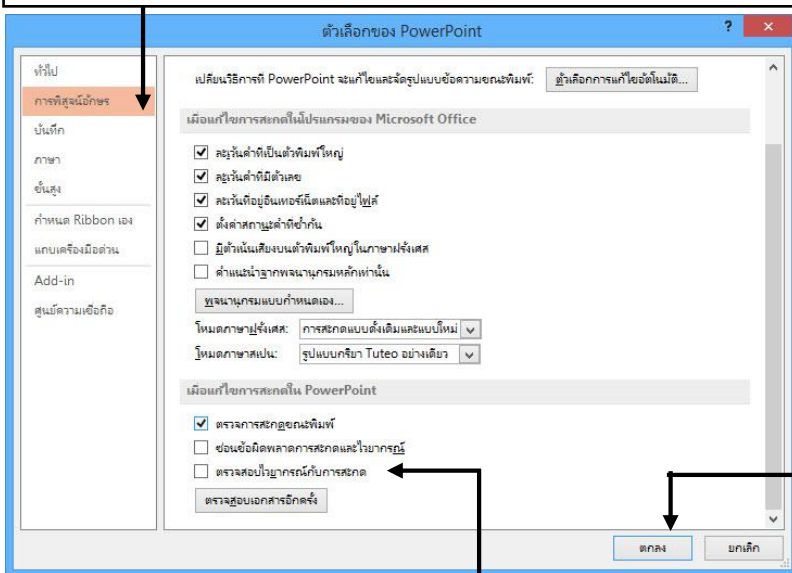 ตัวเลือกของ PowerPoint
? ×
ทั่วไป
การพิสูจน์อักษร
บันทึก
ภาษา
ขั้นสูง
กำหนด Ribbon เอง
แถบเครื่องมือด่วน
Add-in
ศูนย์ความเชื่อถือ
เปลี่ยนวิธีการที่ PowerPoint จะแก้ไขและจัดรูปแบบข้อความขณะพิมพ์: ตัวเลือกการแก้ไขอัตโนมัติ...
เมื่อแก้ไขการสะกดในโปรแกรมของ Microsoft Office
ละเว้นคำที่เป็นตัวพิมพ์ใหญ่
ละเว้นคำที่มีตัวเลข
ละเว้นที่อยู่อินเทอร์เน็ตและที่อยู่ไฟล์
ตั้งค่าสถานะคำที่ซ้ำกัน
มีตัวเน้นเสียงบนตัวพิมพ์ใหญ่ในภาษาฝรั่งเศส
คำแนะนำจากพจนานุกรมหลักเท่านั้น
พจนานุกรมแบบกำหนดเอง...
โหมดภาษาฝรั่งเศส: การสะกดแบบดั้งเดิมและแบบใหม่
โหมดภาษาสเปน: รูปแบบกริยา Tuteo อย่างเดียว
เมื่อแก้ไขการสะกดใน PowerPoint
ตรวจการสะกดขณะพิมพ์
ซ่อนข้อผิดพลาดการสะกดและไวยากรณ์
ตรวจสอบไวยากรณ์กับการสะกด
ตรวจสอบเอกสารอีกครั้ง
ตกลง ยกเลิก